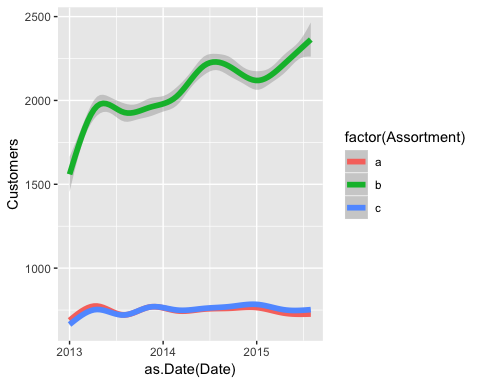 2500
2000
1500
1000
Customers
2013
2014
2015
as.Date(Date)
factor(Assortment)
a
b
c